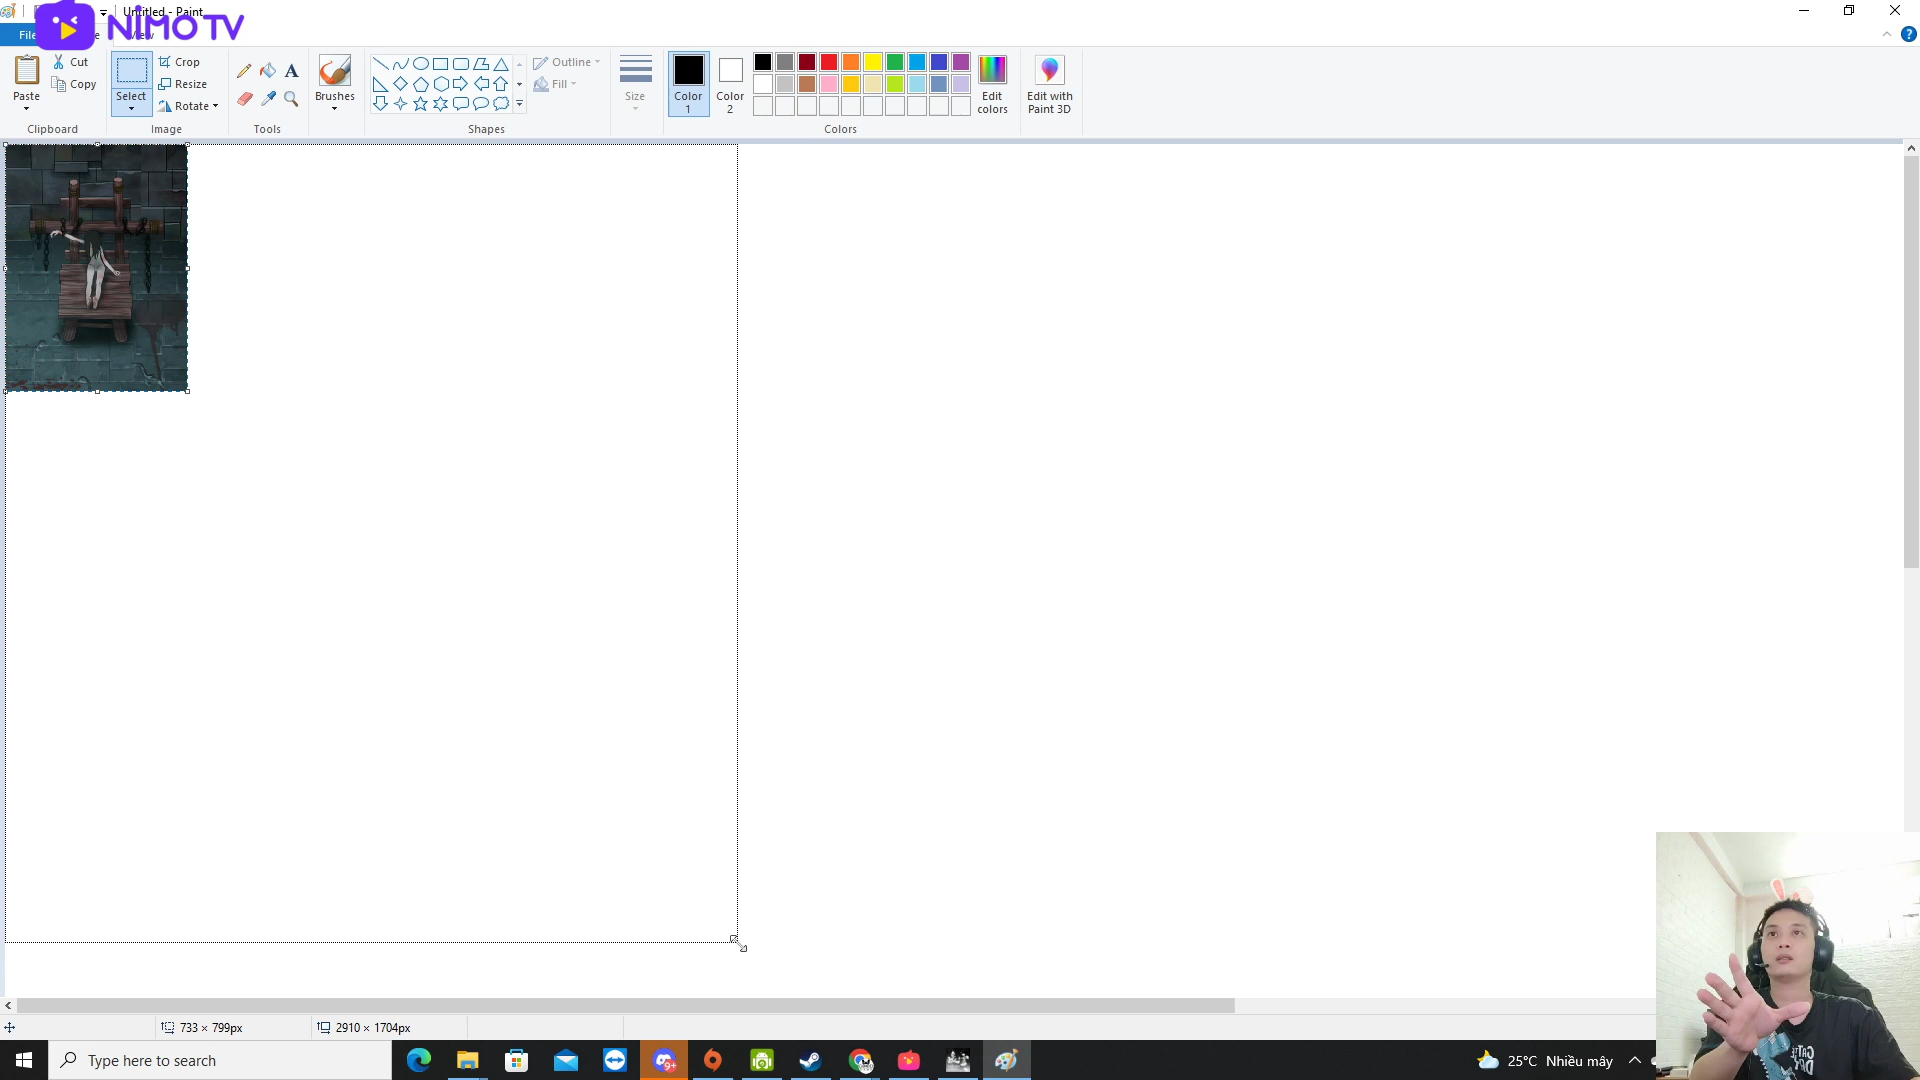 Untitled - Paint
NIMO TV
File
View
Paste
Cut
Copy
Clipboard
Select
Crop
Resize
Rotate
Image
Tools
Brushes
Shapes
Outline
Fill
Size
Color
1
Color
2
Colors
Edit
colors
Edit with
Paint 3D
733 × 799px
2910 × 1704px
Type here to search
9+
25°C Nhiều mây